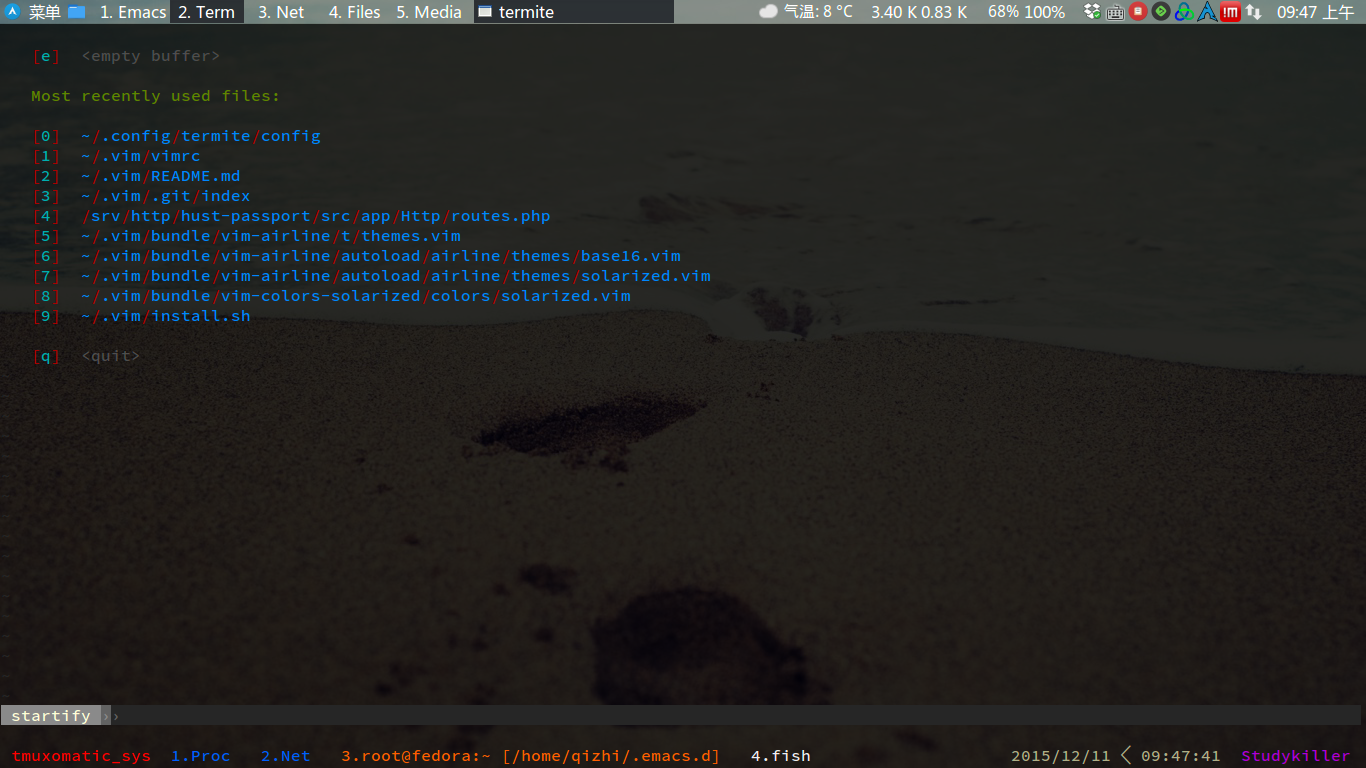 菜单 1. Emacs 2. Term 3. Net 4. Files 5. Media termite 气温: 8 °C 3.40 K 0.83 K 68% 100% !M 09:47 上午
[e] <empty buffer>
Most recently used files:
[0] ~/.config/termite/config
[1] ~/.vim/vimrc
[2] ~/.vim/README.md
[3] ~/.vim/.git/index
[4] /srv/http/hust-passport/src/app/Http/routes.php
[5] ~/.vim/bundle/vim-airline/t/themes.vim
[6] ~/.vim/bundle/vim-airline/autoload/airline/themes/base16.vim
[7] ~/.vim/bundle/vim-airline/autoload/airline/themes/solarized.vim
[8] ~/.vim/bundle/vim-colors-solarized/colors/solarized.vim
[9] ~/.vim/install.sh
[q] <quit>
startify › ›
tmuxomatic_sys 1.Proc 2.Net 3.root@fedora:~ [/home/qizhi/.emacs.d] 4.fish 2015/12/11 < 09:47:41 Studykiller